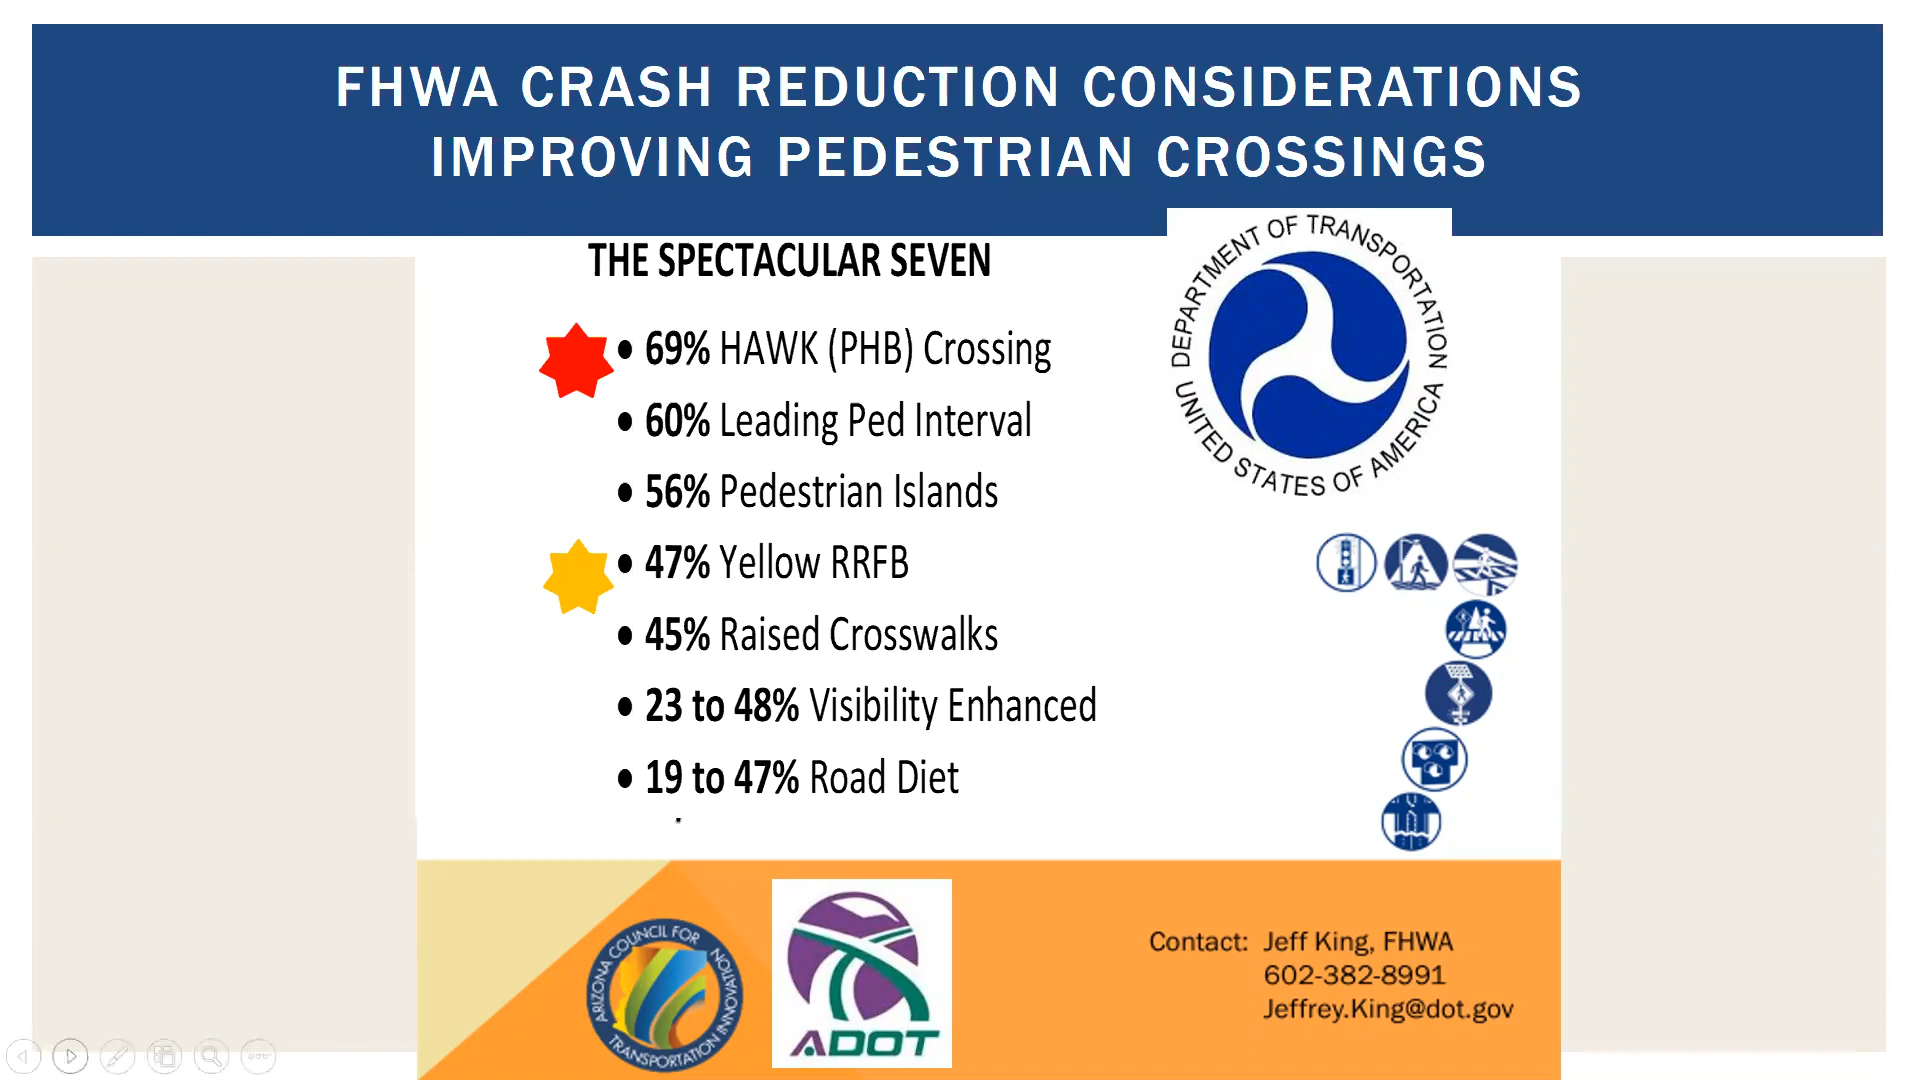 FHWA CRASH REDUCTION CONSIDERATIONS
IMPROVING PEDESTRIAN CROSSINGS
THE SPECTACULAR SEVEN
• 69% HAWK (PHB) Crossing
• 60% Leading Ped Interval
• 56% Pedestrian Islands
• 47% Yellow RRFB
• 45% Raised Crosswalks
• 23 to 48% Visibility Enhanced
• 19 to 47% Road Diet
DEPARTMENT OF TRANSPORTATION
UNITED STATES OF AMERICA
ARIZONA COUNCIL FOR
TRANSPORTATION INNOVATION
ADOT
Contact: Jeff King, FHWA
602-382-8991
Jeffrey.King@dot.gov